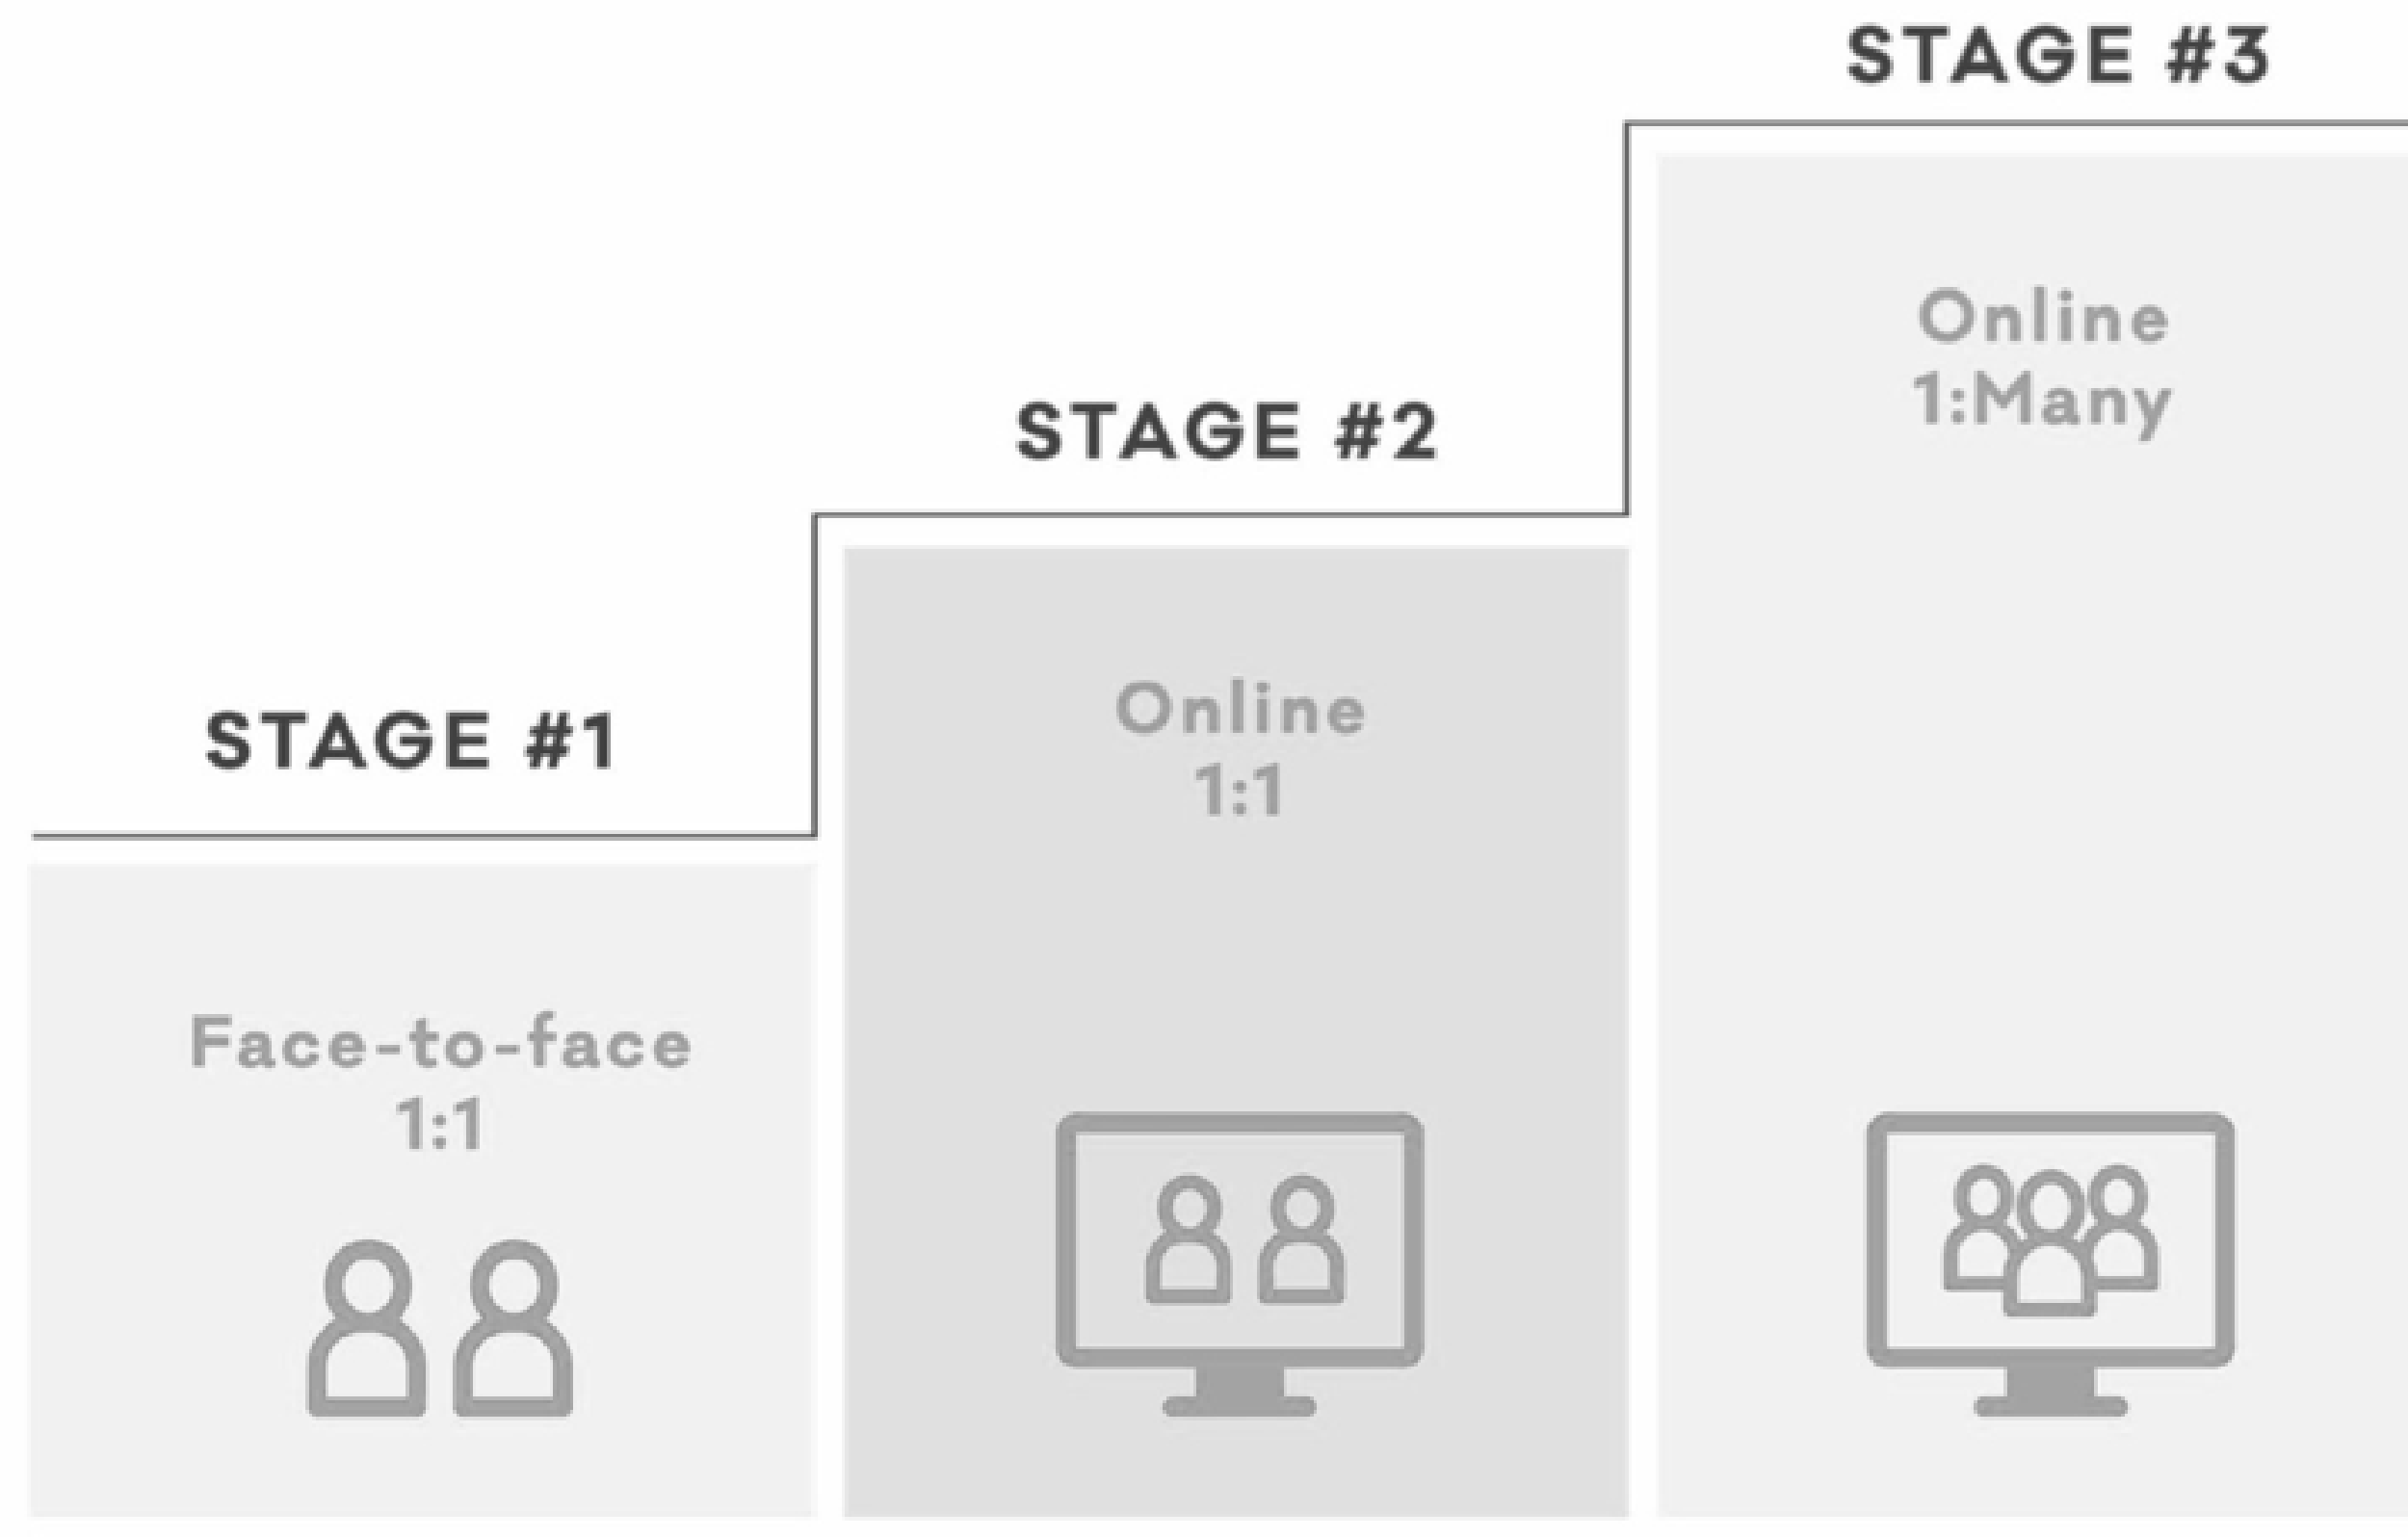 STAGE #1
Face-to-face
1:1
STAGE #2
Online
1:1
STAGE #3
Online
1:Many